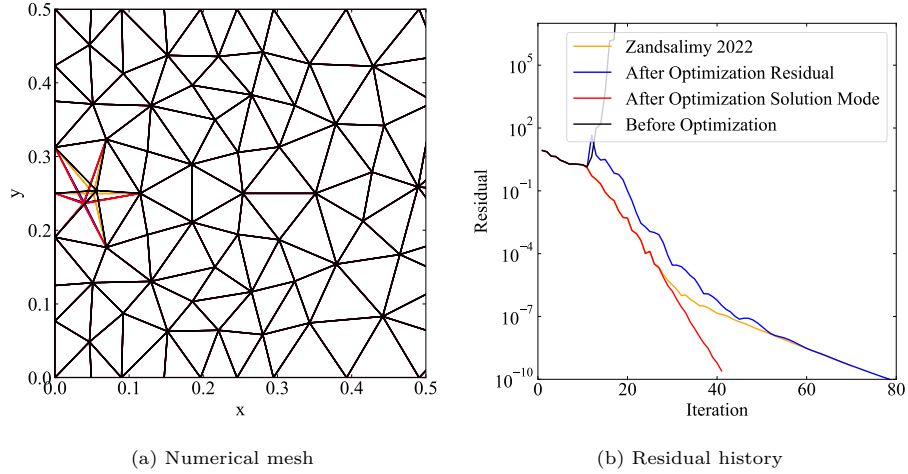 0.5
0.4
0.3
0.2
0.1
0.0
y
0.0 0.1 0.2 0.3 0.4 0.5
x
(a) Numerical mesh
Zandsalimy 2022
After Optimization Residual
After Optimization Solution Mode
Before Optimization
10^5
10^2
10^-1
10^-4
10^-7
10^-10
Residual
0 20 40 60 80
Iteration
(b) Residual history